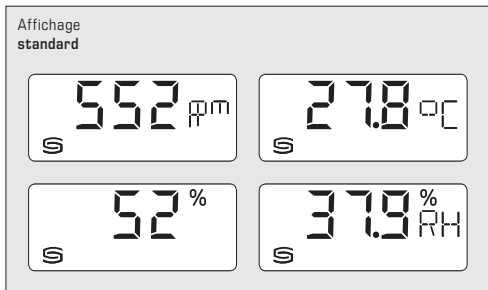 Affichage
standard
552 ppm
27.8 °C
52 %
37.9 % RH